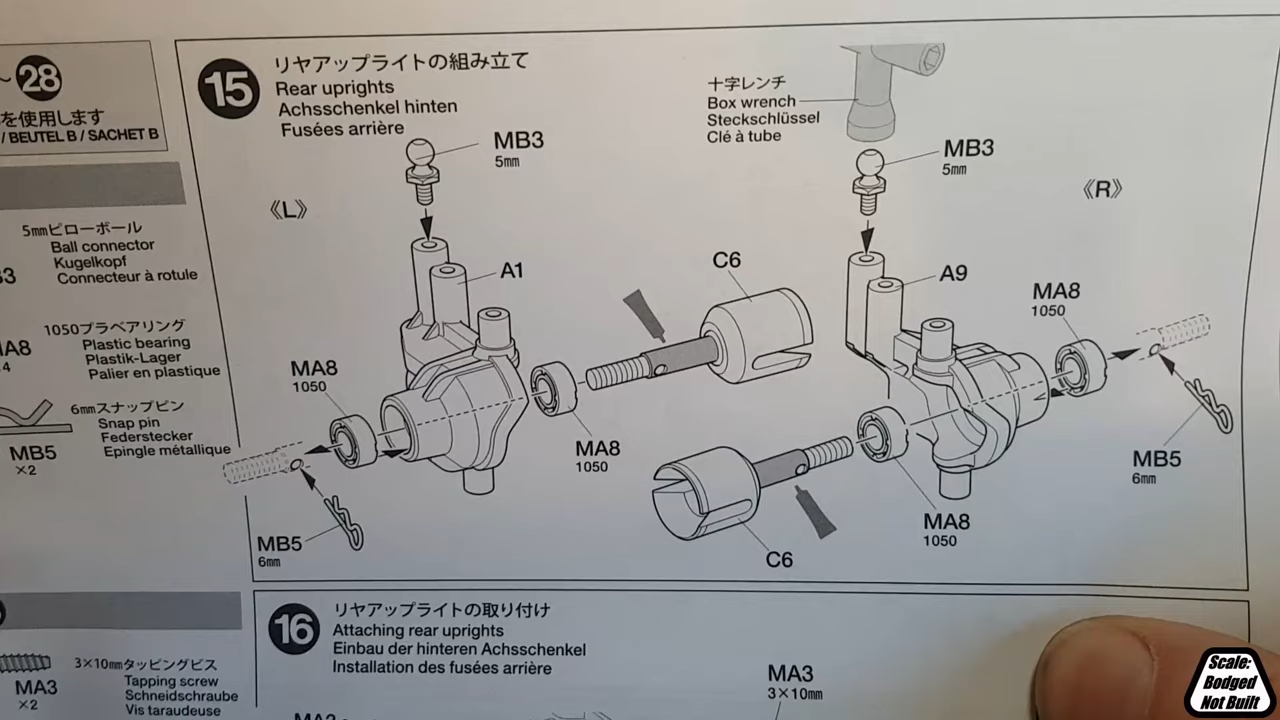 ~28
を使用します
/ BEUTEL B / SACHET B
5mmピローボール
Ball connector
Kugelkopf
Connecteur à rotule
1050プラベアリング
Plastic bearing
Plastik-Lager
Palier en plastique
6mmスナップピン
Snap pin
Federstecker
Epingle métallique
MB5
×2
15
リヤアップライトの組み立て
Rear uprights
Achsschenkel hinten
Fusées arrière
十字レンチ
Box wrench
Steckschlüssel
Clé à tube
MB3
5mm
MB3
5mm
《L》
《R》
A1
C6
A9
MA8
1050
MA8
1050
MA8
1050
MB5
6mm
MB5
6mm
MA8
1050
C6
16
リヤアップライトの取り付け
Attaching rear uprights
Einbau der hinteren Achsschenkel
Installation des fusées arrière
MA3
3×10mm
3×10mmタッピングビス
Tapping screw
Schneidschraube
Vis taraudeuse
MA3
×2
Scale:
Bodged
Not Built